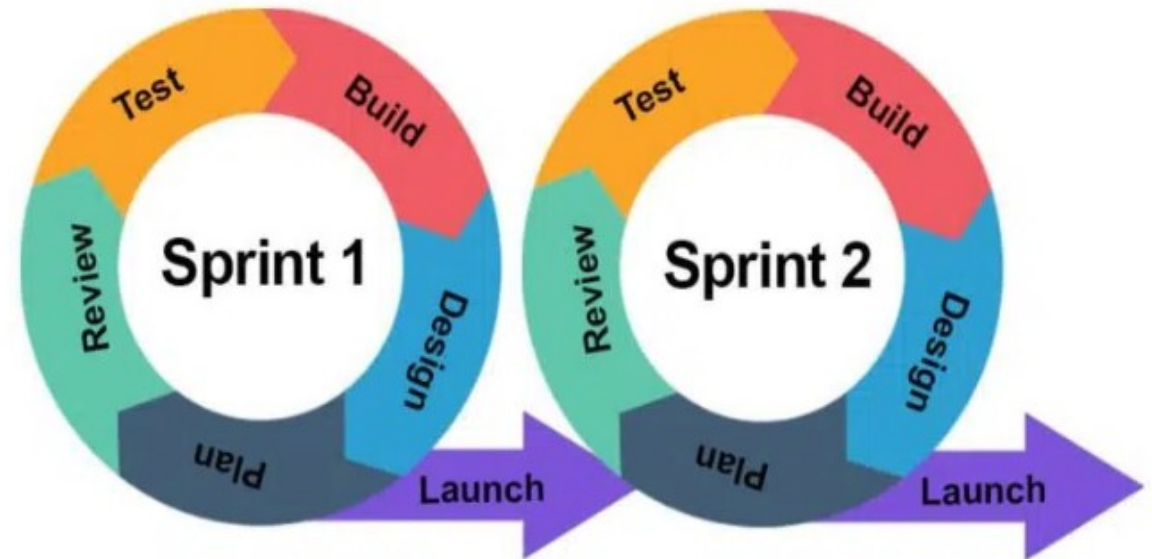 Test
Build
Review
Sprint 1
Design
Plan
Launch
Test
Build
Review
Sprint 2
Design
Plan
Launch